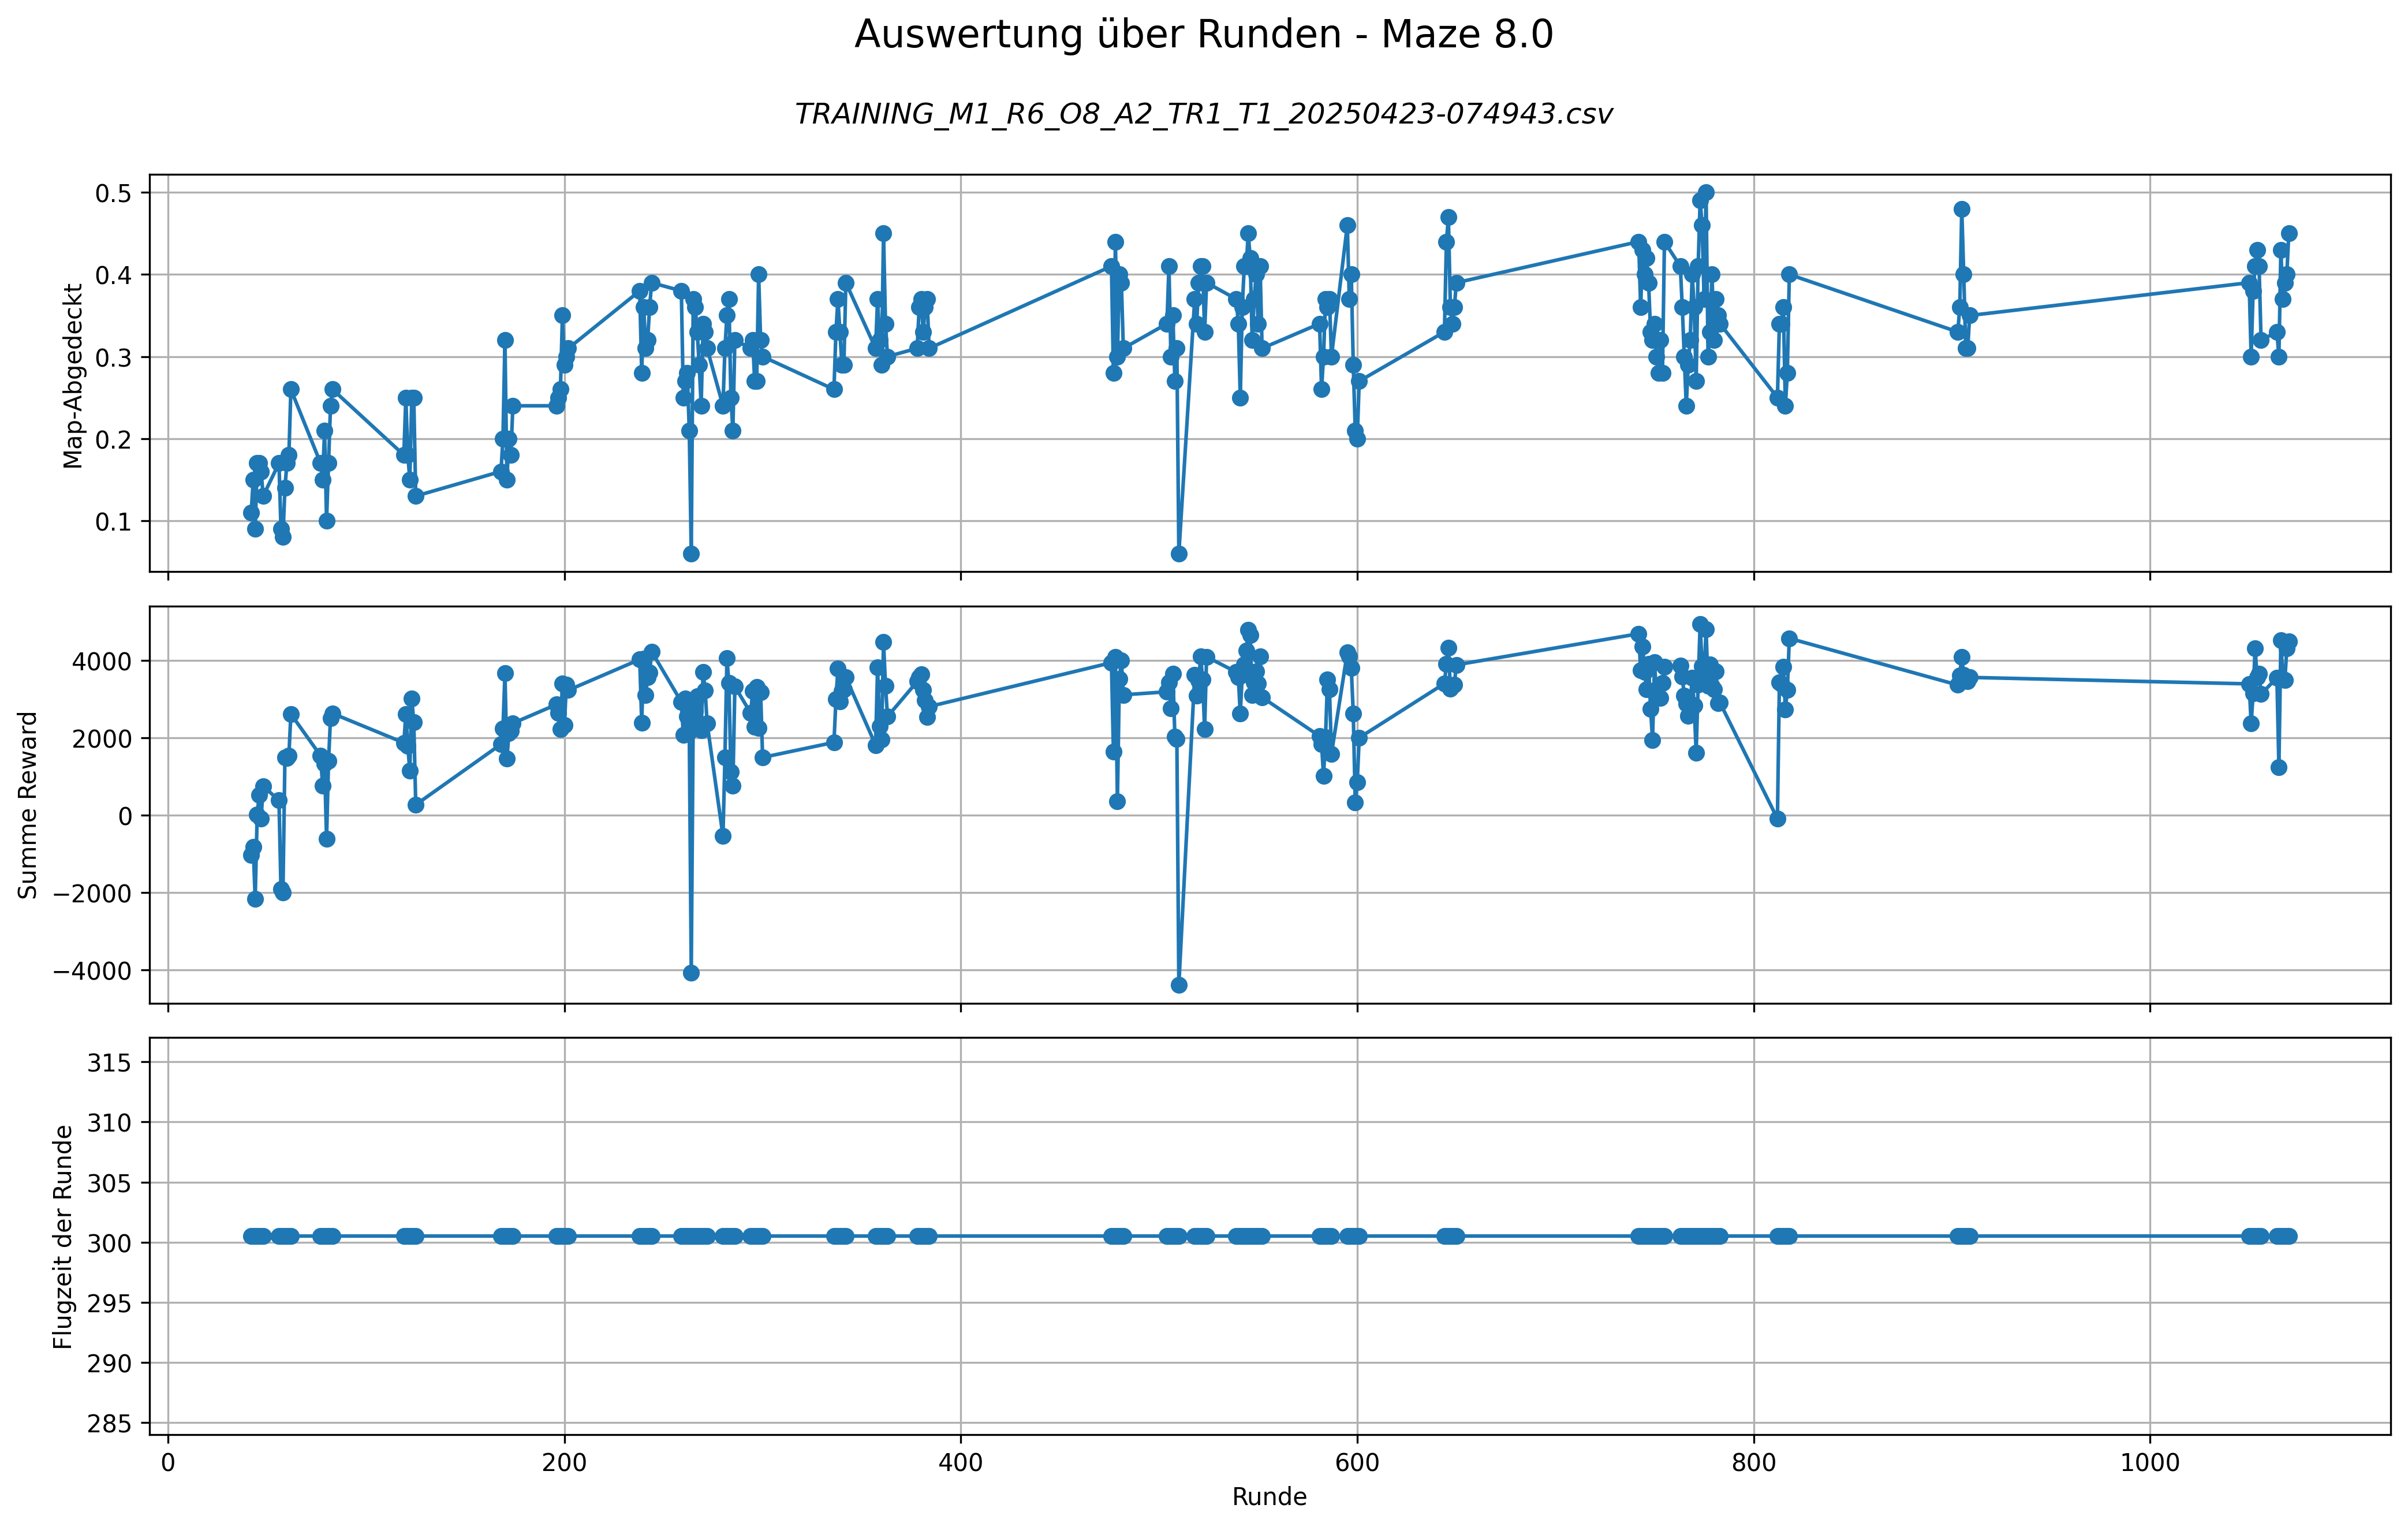 Auswertung über Runden - Maze 8.0
TRAINING_M1_R6_O8_A2_TR1_T1_20250423-074943.csv
Map-Abgedeckt
0.5
0.4
0.3
0.2
0.1
Summe Reward
4000
2000
0
−2000
−4000
Flugzeit der Runde
315
310
305
300
295
290
285
0 200 400 600 800 1000
Runde